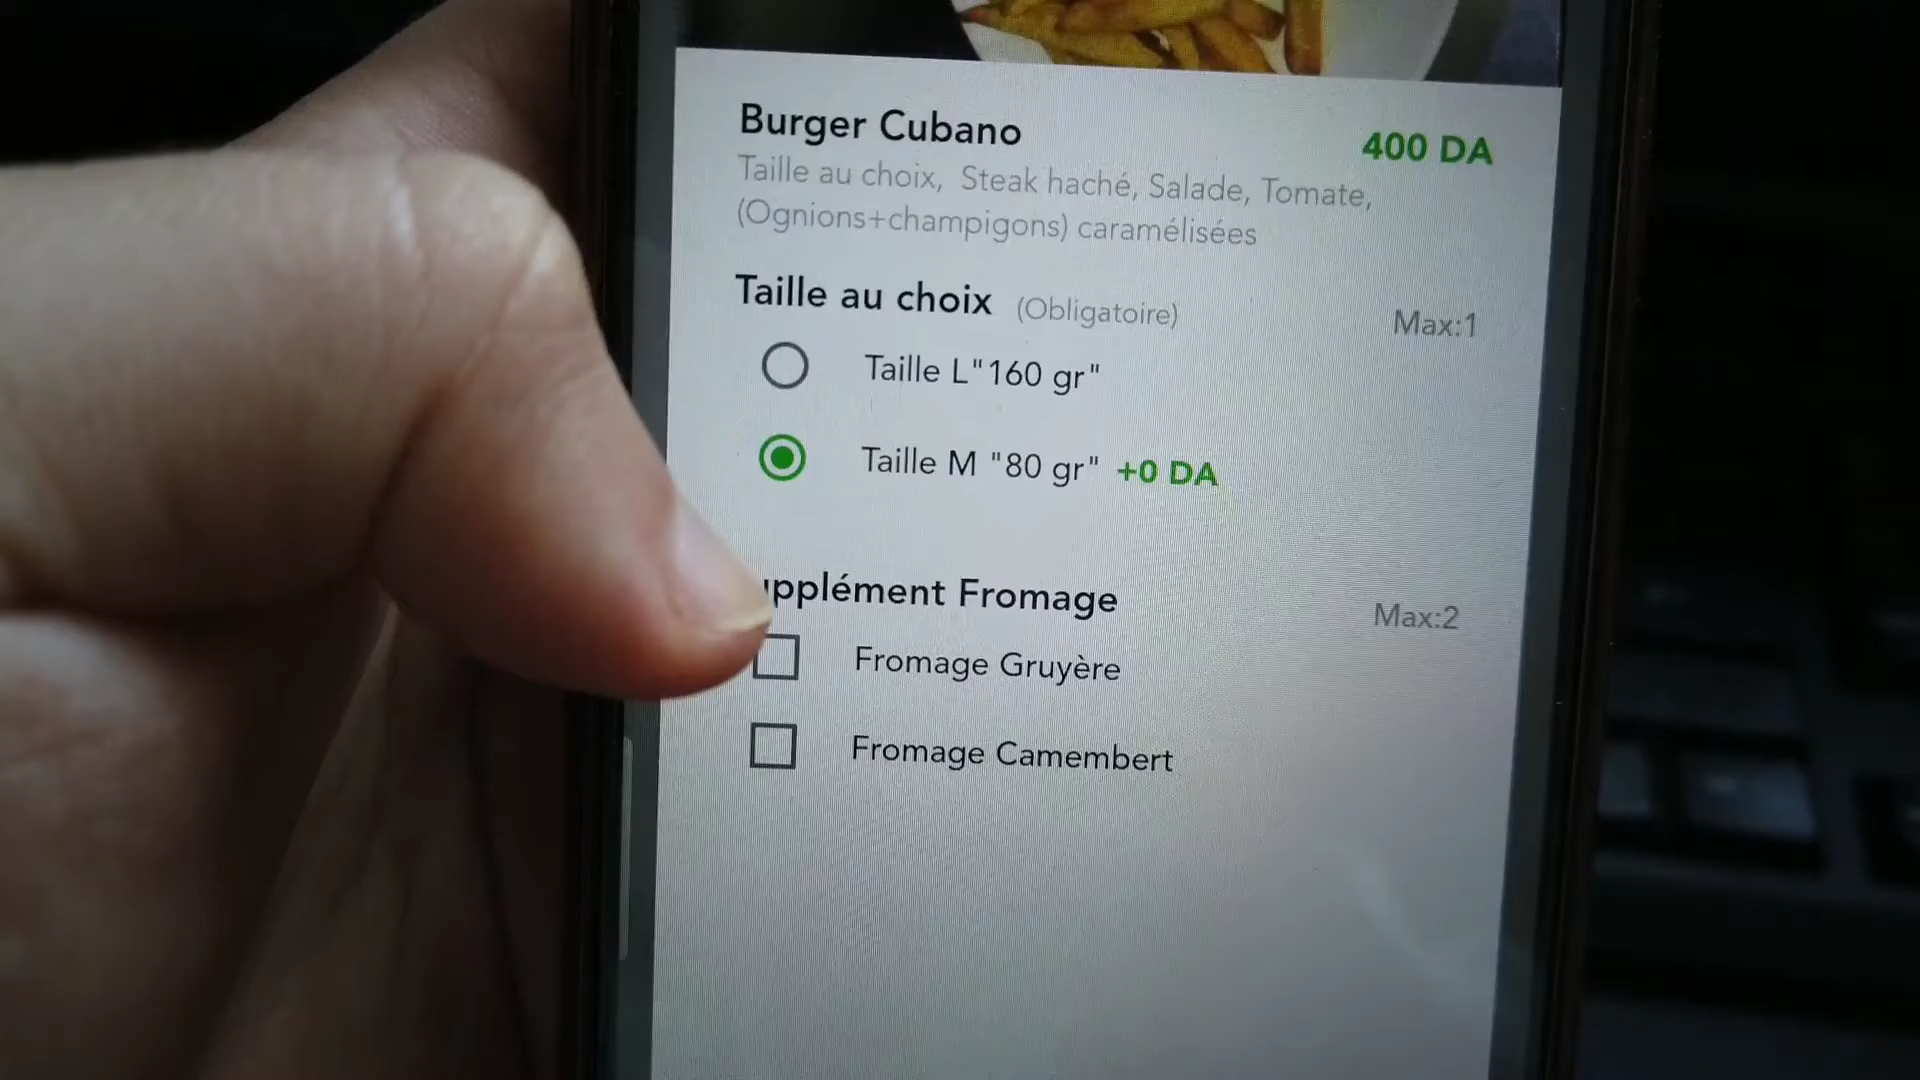 Burger Cubano
400 DA
Taille au choix, Steak haché, Salade, Tomate,
(Ognions+champigons) caramélisées
Taille au choix (Obligatoire)
Max:1
Taille L"160 gr"
Taille M "80 gr" +0 DA
upplément Fromage
Max:2
Fromage Gruyère
Fromage Camembert